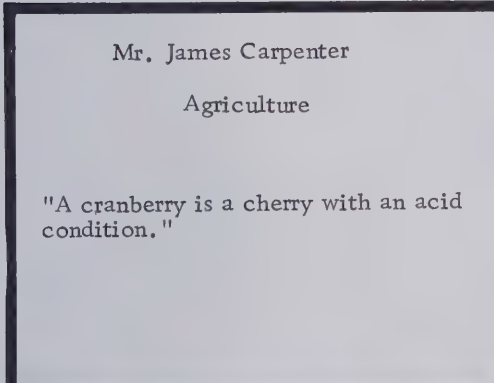 Mr. James Carpenter
Agriculture
"A cranberry is a cherry with an acid
condition."